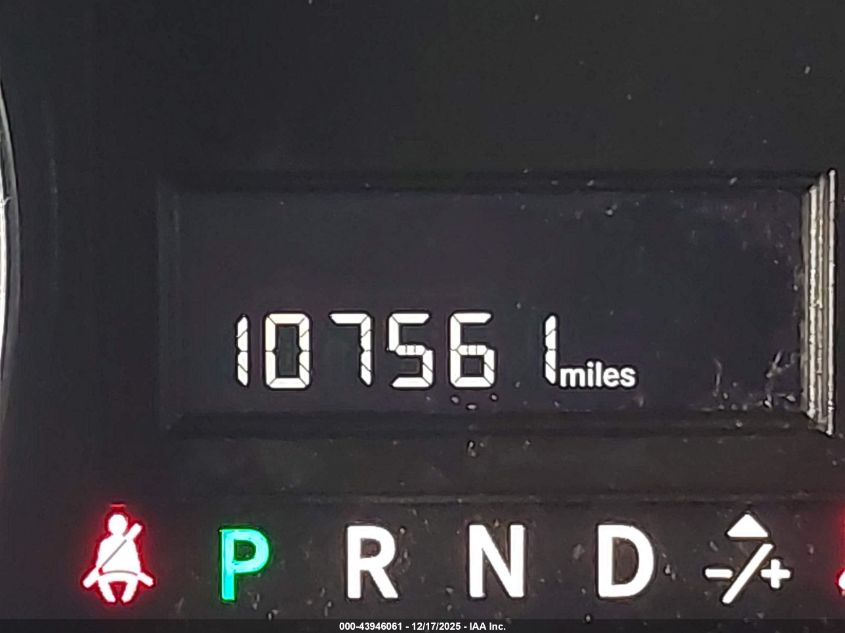 107561 miles
P R N D -/+
000-43946061 - 12/17/2025 - IAA Inc.